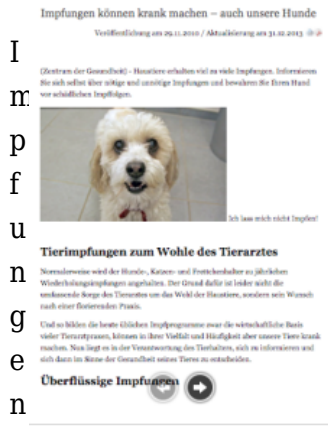 Impfungen können krank machen – auch unsere Hunde
Veröffentlichung am 29.11.2010 / Aktualisierung am 31.12.2013
(Zentrum der Gesundheit) - Haustiere erhalten viel zu viele Impfungen. Informieren
Sie sich selbst über nötige und unnötige Impfungen und bewahren Sie Ihren Hund
vor schädlichen Impffolgen.
Ich lass mich nicht Impfen!
Tierimpfungen zum Wohle des Tierarztes
Normalerweise wird der Hunde-, Katzen- und Frettchenhalter zu jährlichen
Wiederholungsimpfungen angehalten. Der Grund dafür ist leider nicht die
umfassende Sorge des Tierarztes um das Wohl der Haustiere, sondern sein Wunsch
nach einer florierenden Praxis.
Und so bilden die heute üblichen Impfprogramme zwar die wirtschaftliche Basis
vieler Tierarztpraxen, können in ihrer Vielfalt und Häufigkeit aber unsere Tiere krank
machen. Nun liegt es in der Verantwortung des Tierhalters, sich zu informieren und
sich dann im Sinne der Gesundheit seines Tieres zu entscheiden.
Überflüssige Impfungen
Impfungen